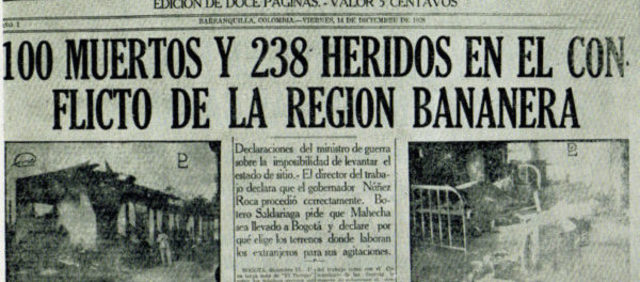 EDICION DE DOCE PAGINAS.-VALOR 5 CENTAVOS
BARRANQUILLA, COLOMBIA.—VIERNES, 14 DE DICIEMBRE DE 1928
100 MUERTOS Y 238 HERIDOS EN EL CON-
FLICTO DE LA REGION BANANERA
Declaraciones del ministro de guerra
sobre la imposibilidad de levantar el
estado de sitio.- El director del traba-
jo declara que el gobernador Núñez
Roca procedió correctamente. Bo-
tero Saldariaga pide que Mahecha
sea llevado a Bogotá y declare por
qué elige los terrenos donde laboran
los extranjeros para sus agitaciones.